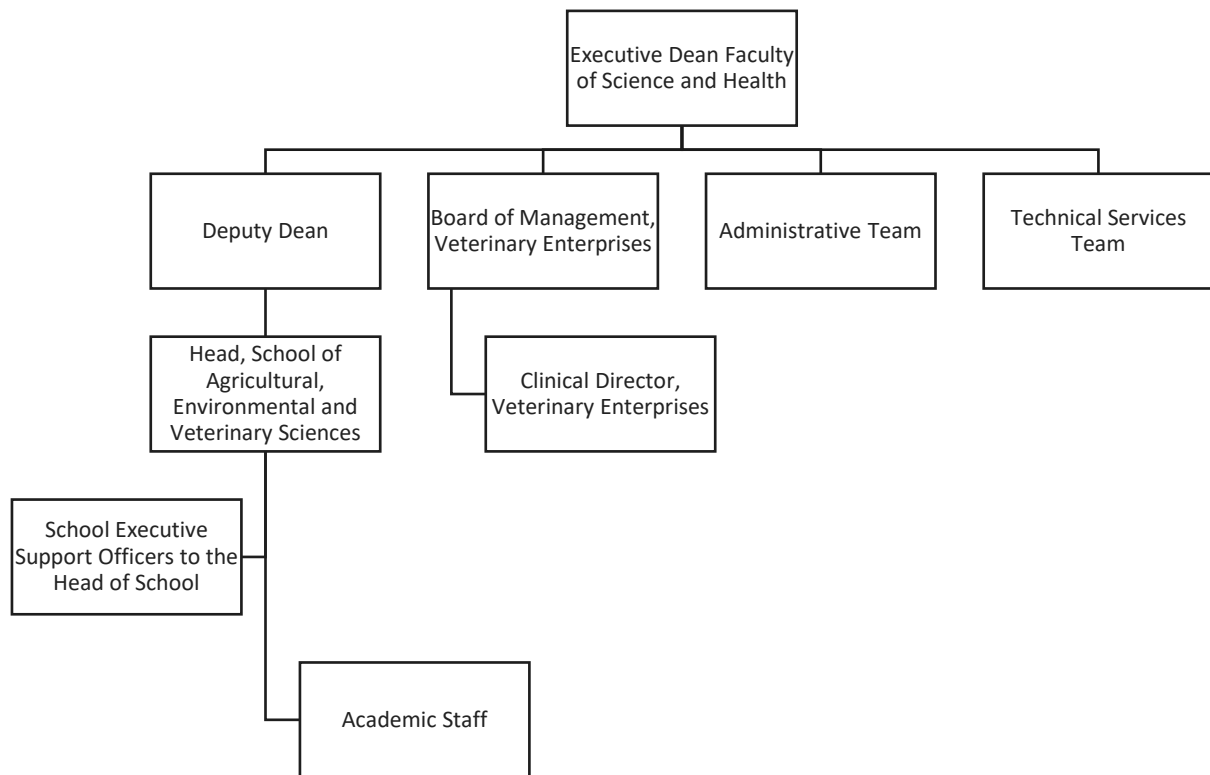 Executive Dean Faculty
of Science and Health
Deputy Dean
Board of Management,
Veterinary Enterprises
Administrative Team
Technical Services
Team
Head, School of
Agricultural,
Environmental and
Veterinary Sciences
Clinical Director,
Veterinary Enterprises
School Executive
Support Officers to the
Head of School
Academic Staff